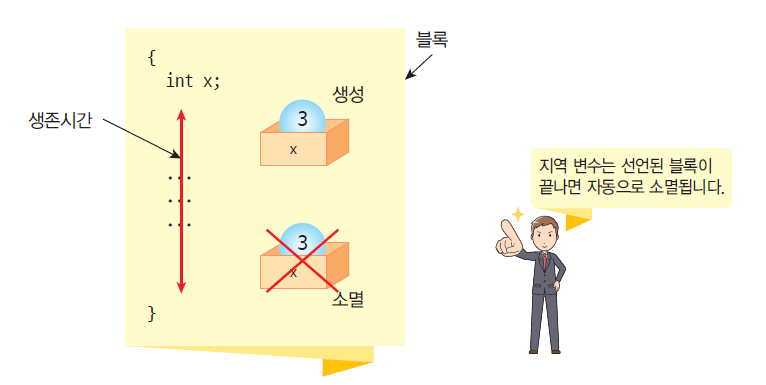 블록
{
int x;
생성
3
x
생존시간
...
...
...
3
x
소멸
}
지역 변수는 선언된 블록이
끝나면 자동으로 소멸됩니다.